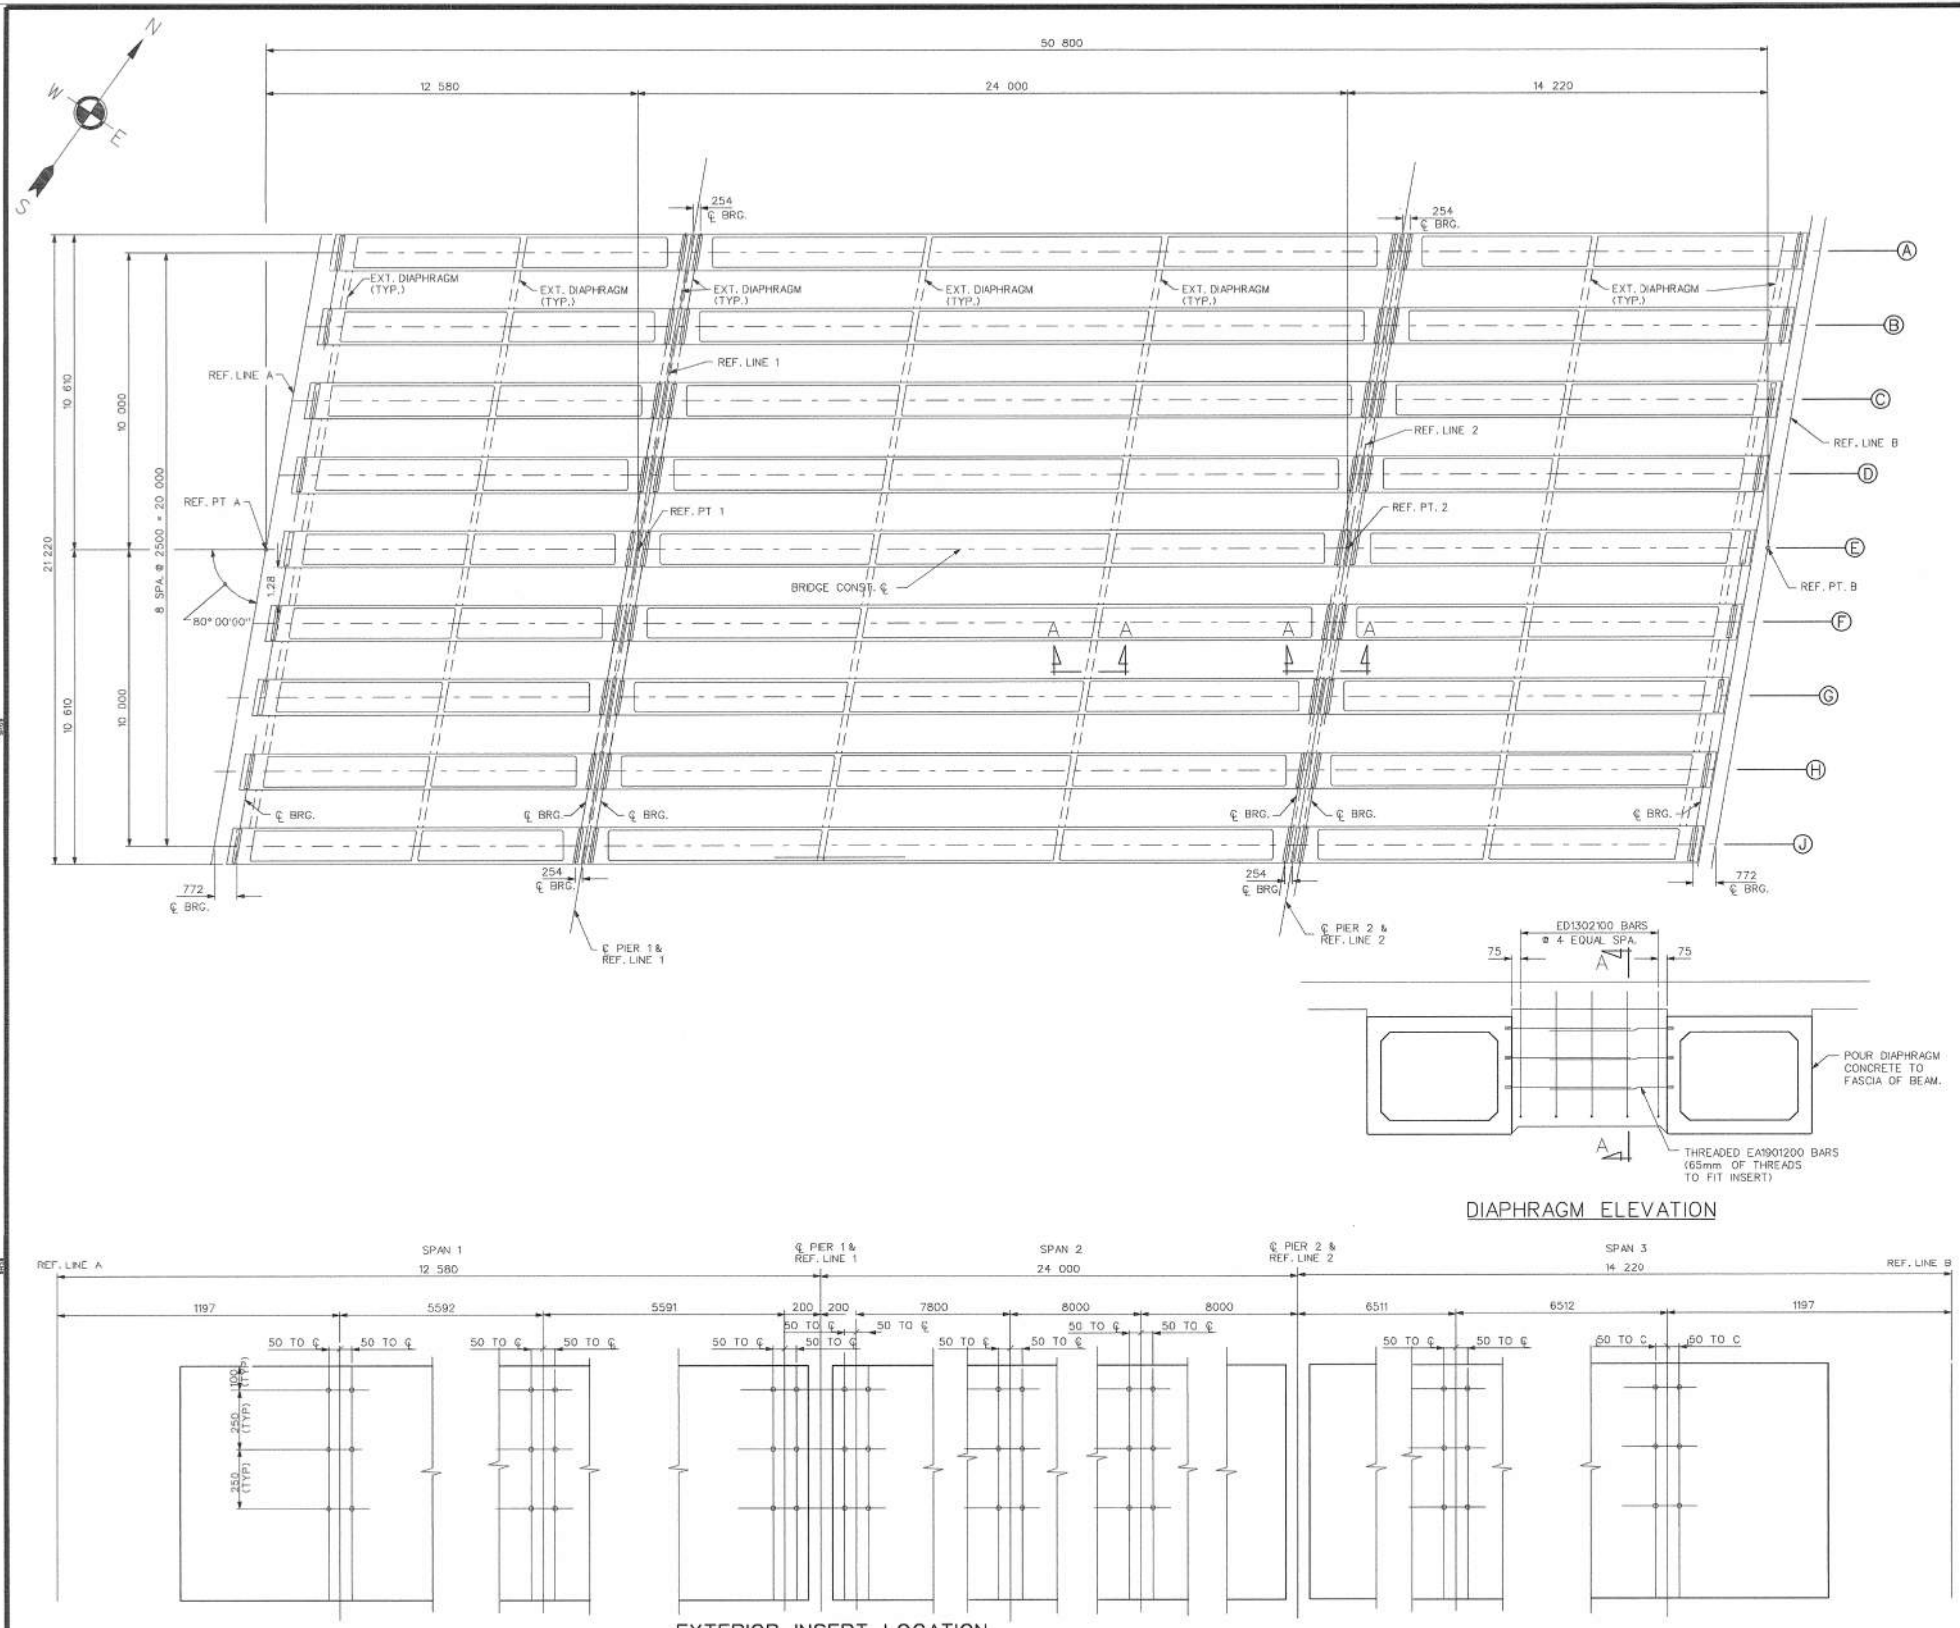 N
W
E
S
50 800
12 580
24 000
14 220
254
℄ BRG.
254
℄ BRG.
A
EXT. DIAPHRAGM
(TYP.)
EXT. DIAPHRAGM
(TYP.)
EXT. DIAPHRAGM
(TYP.)
EXT. DIAPHRAGM
(TYP.)
EXT. DIAPHRAGM
(TYP.)
EXT. DIAPHRAGM
(TYP.)
B
REF. LINE 1
REF. LINE A
C
10 610
10 000
REF. LINE 2
REF. LINE B
D
8 SPA. @ 2500 = 20 000
REF. PT A
REF. PT 1
REF. PT. 2
21 220
E
128
BRIDGE CONST. ℄
REF. PT. B
80°00'00"
F
A
A
A
A
10 610
10 000
G
H
℄ BRG.
℄ BRG.
℄ BRG.
℄ BRG.
℄ BRG.
℄ BRG.
J
772
℄ BRG.
254
℄ BRG.
254
℄ BRG.
772
℄ BRG.
℄ PIER 1 &
REF. LINE 1
℄ PIER 2 &
REF. LINE 2
ED1302100 BARS
@ 4 EQUAL SPA.
75
75
A
POUR DIAPHRAGM
CONCRETE TO
FASCIA OF BEAM.
A
THREADED EA1901200 BARS
(65mm OF THREADS
TO FIT INSERT)
DIAPHRAGM ELEVATION
REF. LINE A
SPAN 1
℄ PIER 1 &
REF. LINE 1
SPAN 2
℄ PIER 2 &
REF. LINE 2
SPAN 3
REF. LINE B
12 580
24 000
14 220
1197
5592
5591
200
200
7800
8000
8000
6511
6512
1197
50 TO ℄
50 TO ℄
50 TO ℄
50 TO ℄
50 TO ℄
50 TO ℄
50 TO ℄
50 TO ℄
50 TO ℄
50 TO ℄
50 TO ℄
50 TO ℄
50 TO ℄
50 TO ℄
50 TO C
50 TO C
100
(TYP)
250
(TYP)
250
(TYP)
EXTERIOR INSERT LOCATION